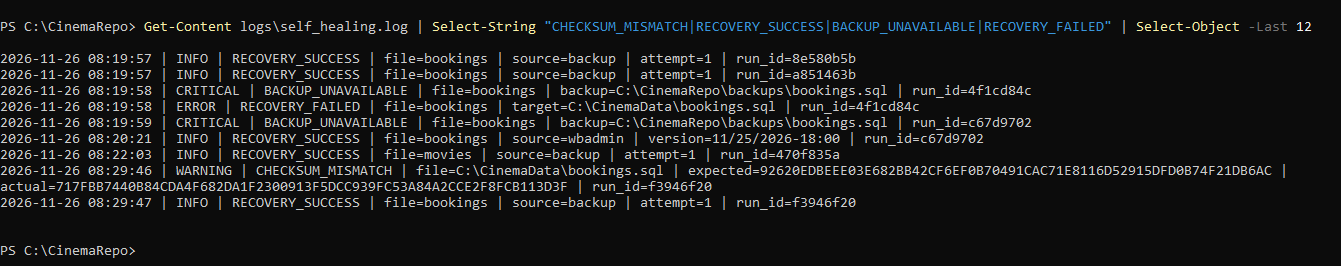 PS C:\CinemaRepo> Get-Content logs\self_healing.log | Select-String "CHECKSUM_MISMATCH|RECOVERY_SUCCESS|BACKUP_UNAVAILABLE|RECOVERY_FAILED" | Select-Object -Last 12
2026-11-26 08:19:57 | INFO | RECOVERY_SUCCESS | file=bookings | source=backup | attempt=1 | run_id=8e580b5b
2026-11-26 08:19:57 | INFO | RECOVERY_SUCCESS | file=bookings | source=backup | attempt=1 | run_id=a851463b
2026-11-26 08:19:58 | CRITICAL | BACKUP_UNAVAILABLE | file=bookings | backup=C:\CinemaRepo\backups\bookings.sql | run_id=4f1cd84c
2026-11-26 08:19:58 | ERROR | RECOVERY_FAILED | file=bookings | target=C:\CinemaData\bookings.sql | run_id=4f1cd84c
2026-11-26 08:19:59 | CRITICAL | BACKUP_UNAVAILABLE | file=bookings | backup=C:\CinemaRepo\backups\bookings.sql | run_id=c67d9702
2026-11-26 08:20:21 | INFO | RECOVERY_SUCCESS | file=bookings | source=wbadmin | version=11/25/2026-18:00 | run_id=c67d9702
2026-11-26 08:22:03 | INFO | RECOVERY_SUCCESS | file=movies | source=backup | attempt=1 | run_id=470f835a
2026-11-26 08:29:46 | WARNING | CHECKSUM_MISMATCH | file=C:\CinemaData\bookings.sql | expected=92620EDBEEE03E682BB42CF6EF0B70491CAC71E8116D52915DFD0B74F21DB6AC |
actual=717FBB7440B84CDA4F682DA1F2300913F5DCC939FC53A84A2CCE2F8FCB113D3F | run_id=f3946f20
2026-11-26 08:29:47 | INFO | RECOVERY_SUCCESS | file=bookings | source=backup | attempt=1 | run_id=f3946f20
PS C:\CinemaRepo>